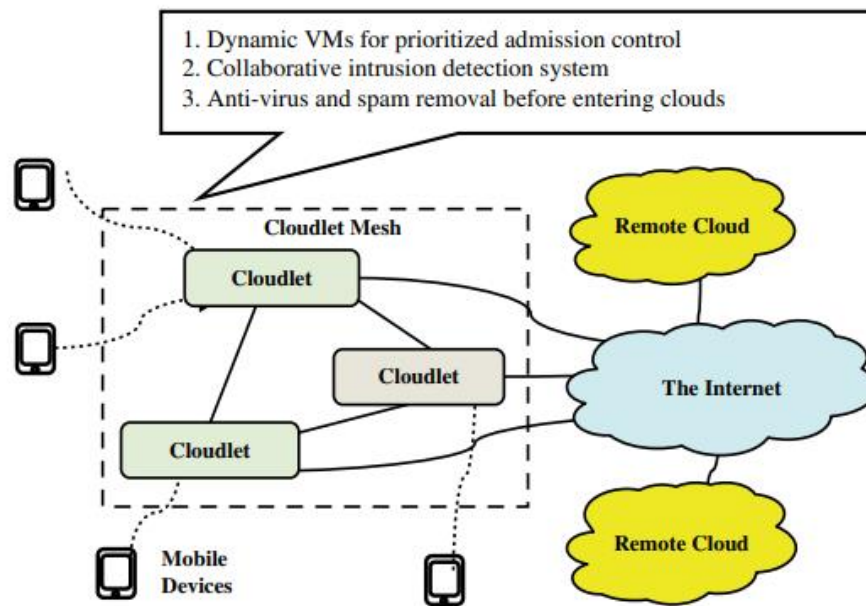 1. Dynamic VMs for prioritized admission control
2. Collaborative intrusion detection system
3. Anti-virus and spam removal before entering clouds
Cloudlet Mesh
Remote Cloud
Cloudlet
Cloudlet
The Internet
Cloudlet
Remote Cloud
Mobile
Devices